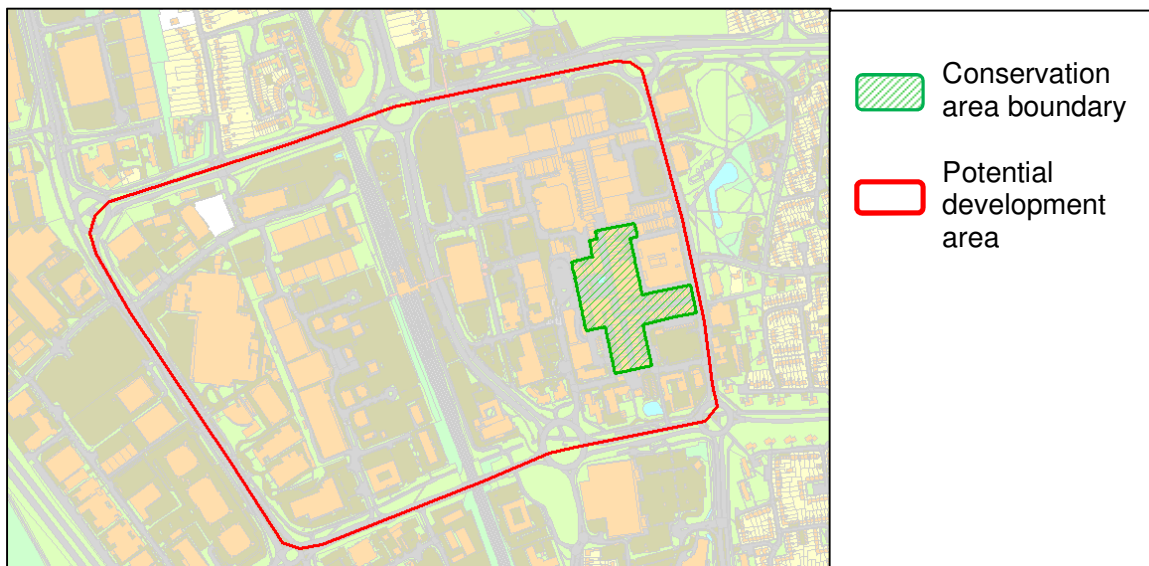 Conservation
area boundary
Potential
development
area